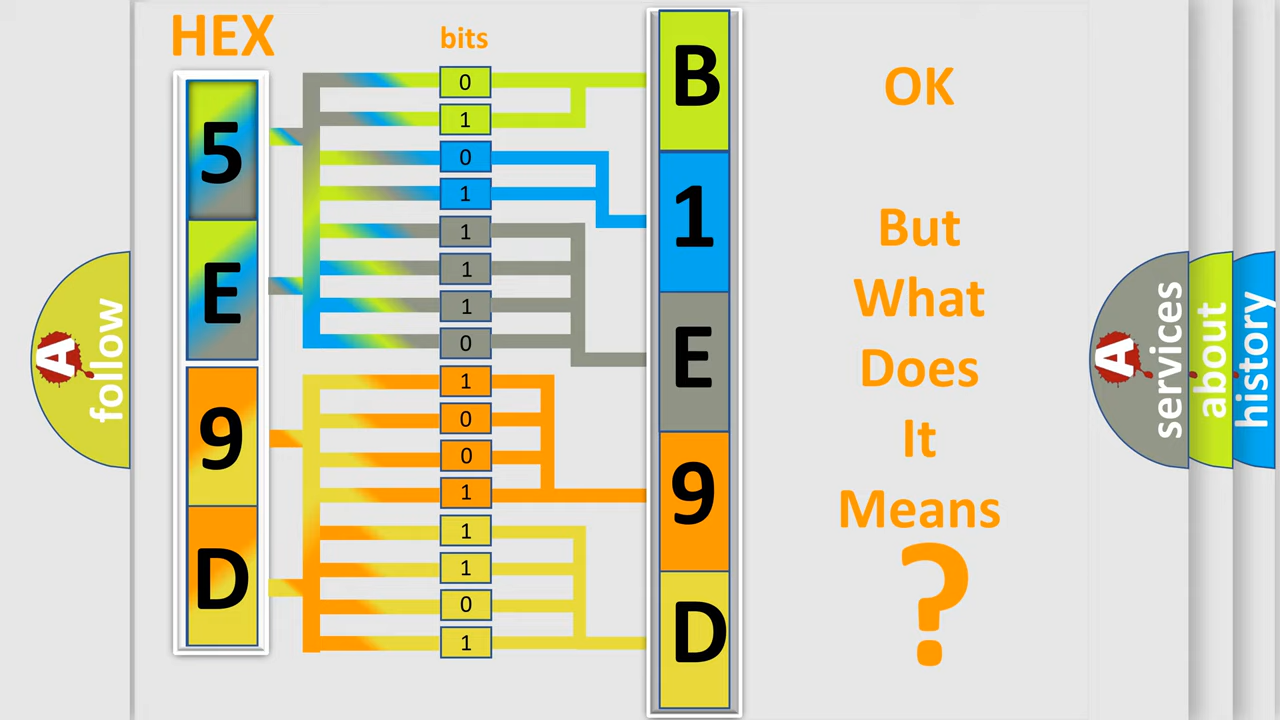 HEX
bits
5
E
9
D
0
1
0
1
1
1
1
0
1
0
0
1
1
1
0
1
B
1
E
9
D
OK
But
What
Does
It
Means
?
A
follow
A
services
about
history